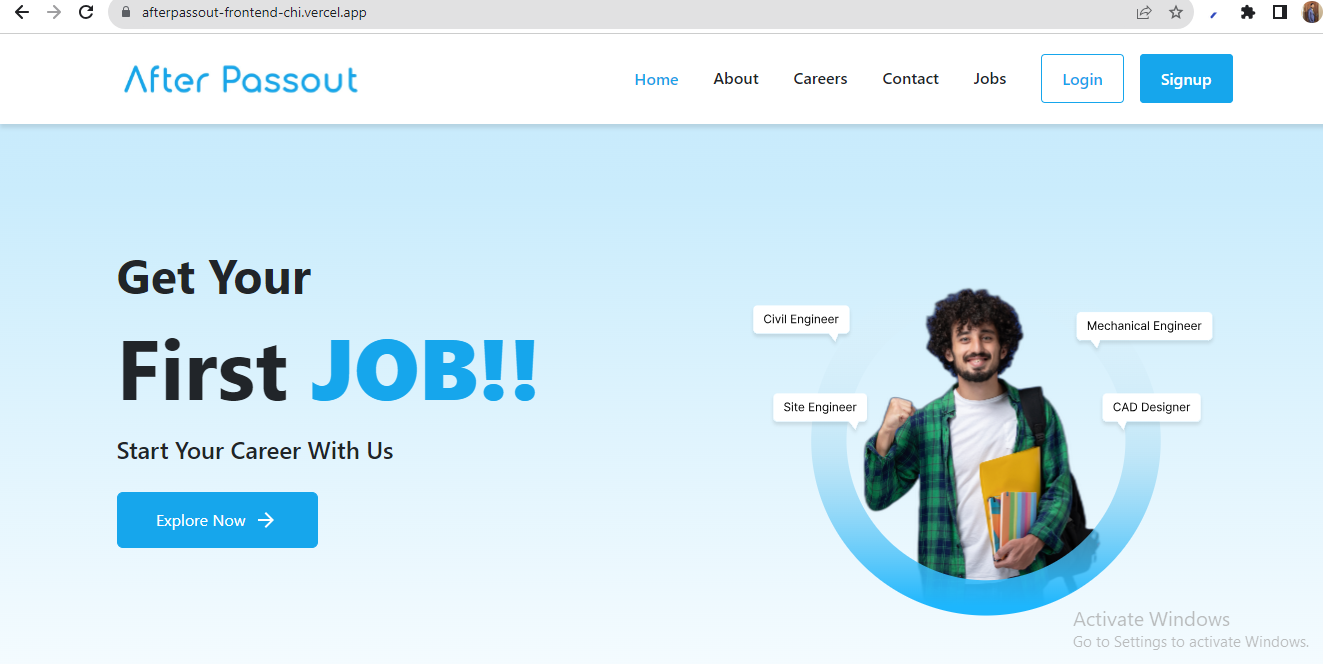 afterpassout-frontend-chi.vercel.app
After Passout
Home About Careers Contact Jobs Login Signup
Get Your
First JOB!!
Start Your Career With Us
Explore Now
Civil Engineer
Mechanical Engineer
Site Engineer
CAD Designer
Activate Windows
Go to Settings to activate Windows.